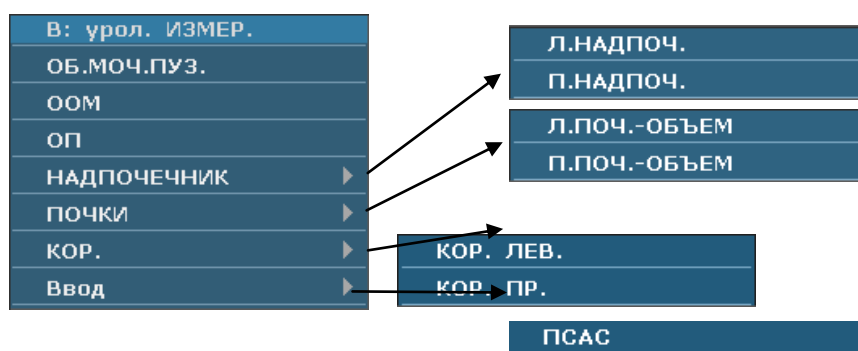 В: урол. ИЗМЕР.
ОБ.МОЧ.ПУЗ.
ООМ
ОП
НАДПОЧЕЧНИК
ПОЧКИ
КОР.
Ввод
Л.НАДПОЧ.
П.НАДПОЧ.
Л.ПОЧ.-ОБЪЕМ
П.ПОЧ.-ОБЪЕМ
КОР. ЛЕВ.
КОР. ПР.
ПСАС